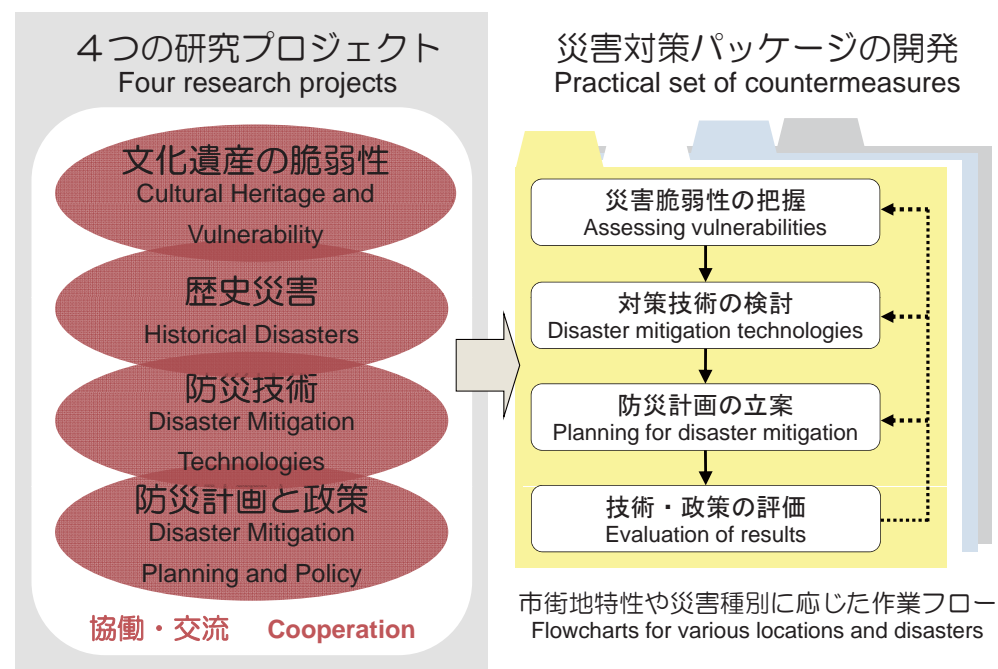 ４つの研究プロジェクト
Four research projects
文化遺産の脆弱性
Cultural Heritage and
Vulnerability
歴史災害
Historical Disasters
防災技術
Disaster Mitigation
Technologies
防災計画と政策
Disaster Mitigation
Planning and Policy
協働・交流 Cooperation
災害対策パッケージの開発
Practical set of countermeasures
災害脆弱性の把握
Assessing vulnerabilities
対策技術の検討
Disaster mitigation technologies
防災計画の立案
Planning for disaster mitigation
技術・政策の評価
Evaluation of results
市街地特性や災害種別に応じた作業フロー
Flowcharts for various locations and disasters